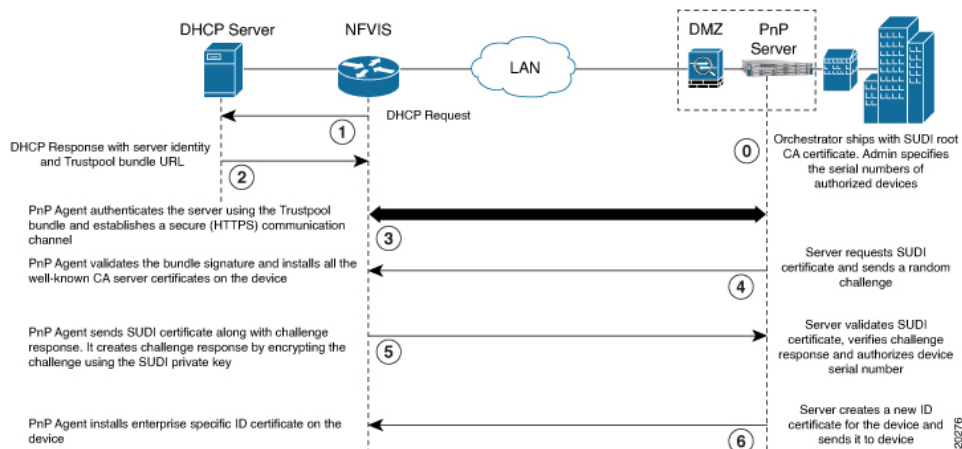 DHCP Server
NFVIS
DMZ
PnP
Server
LAN
1
DHCP Request
DHCP Response with server identity
and Trustpool bundle URL
2
0
Orchestrator ships with SUDI root
CA certificate. Admin specifies
the serial numbers of
authorized devices
PnP Agent authenticates the server using the Trustpool
bundle and establishes a secure (HTTPS) communication
channel
3
PnP Agent validates the bundle signature and installs all the
well-known CA server certificates on the device
4
Server requests SUDI
certificate and sends a random
challenge
PnP Agent sends SUDI certificate along with challenge
response. It creates challenge response by encrypting the
challenge using the SUDI private key
5
Server validates SUDI
certificate, verifies challenge
response and authorizes device
serial number
PnP Agent installs enterprise specific ID certificate on the
device
6
Server creates a new ID
certificate for the device and
sends it to device
20276